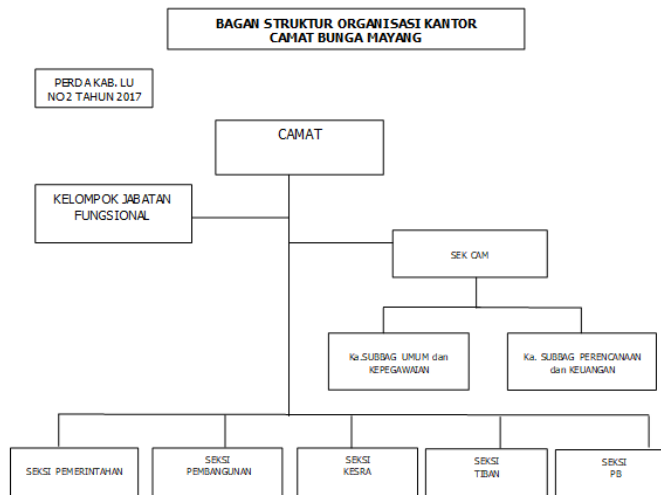 BAGAN STRUKTUR ORGANISASI KANTOR
CAMAT BUNGA MAYANG
PERDA KAB. LU
NO 2 TAHUN 2017
CAMAT
KELOMPOK JABATAN
FUNGSIONAL
SEK CAM
Ka.SUBBAG UMUM dan
KEPEGAWAIAN
Ka. SUBBAG PERENCANAAN
dan KEUANGAN
SEKSI PEMERINTAHAN
SEKSI
PEMBANGUNAN
SEKSI
KESRA
SEKSI
TIBAN
SEKSI
PB